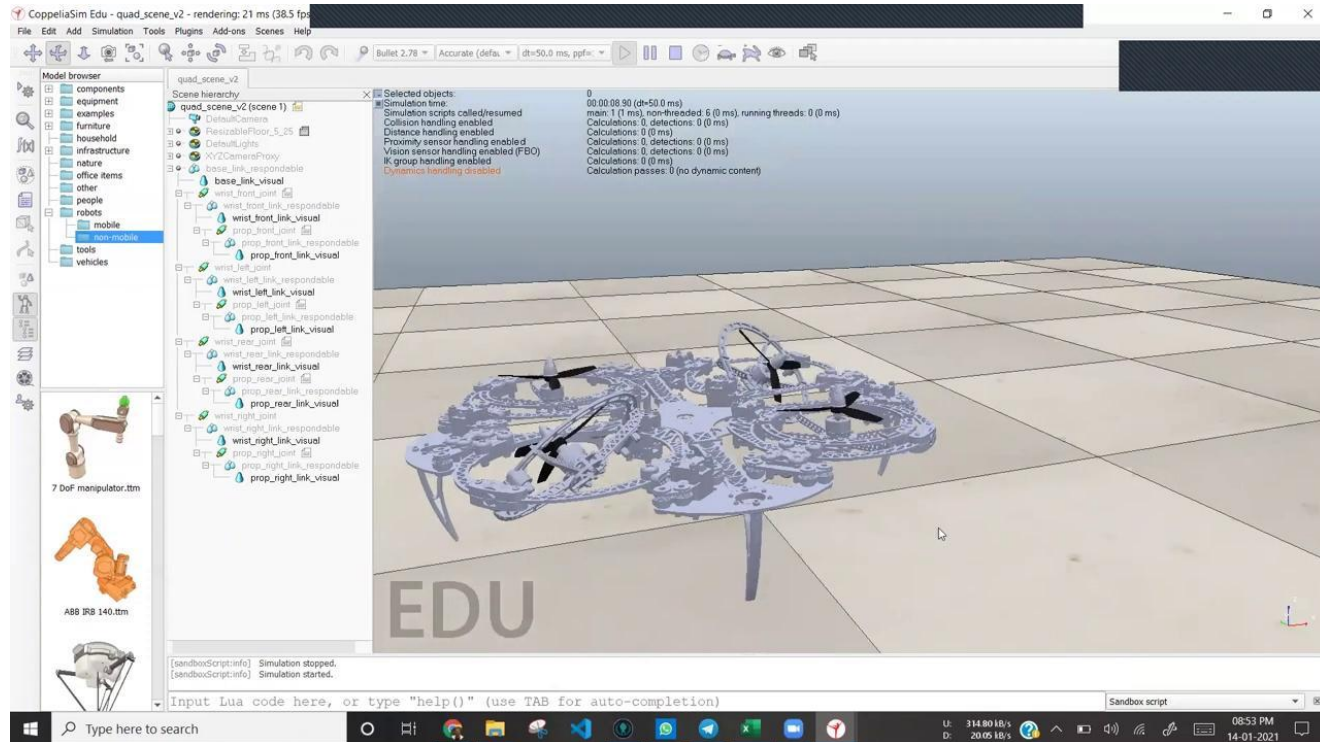 CoppeliaSim Edu - quad_scene_v2 - rendering: 21 ms (38.5 fps
File Edit Add Simulation Tools Plugins Add-ons Scenes Help
Bullet 2.78 Accurate (defau dt=50.0 ms, ppf=
Model browser
components
equipment
examples
furniture
household
infrastructure
nature
office items
other
people
robots
mobile
non-mobile
tools
vehicles
7 DoF manipulator.ttm
ABB IRB 140.ttm
quad_scene_v2
Scene hierarchy
quad_scene_v2 (scene 1)
DefaultCamera
ResizableFloor_5_25
DefaultLights
XYZCameraProxy
base_link_respondable
base_link_visual
wrist_front_joint
wrist_front_link_respondable
wrist_front_link_visual
prop_front_joint
prop_front_link_respondable
prop_front_link_visual
wrist_left_joint
wrist_left_link_respondable
wrist_left_link_visual
prop_left_joint
prop_left_link_respondable
prop_left_link_visual
wrist_rear_joint
wrist_rear_link_respondable
wrist_rear_link_visual
prop_rear_joint
prop_rear_link_respondable
prop_rear_link_visual
wrist_right_joint
wrist_right_link_respondable
wrist_right_link_visual
prop_right_joint
prop_right_link_respondable
prop_right_link_visual
Selected objects: 0
Simulation time: 00:00:08.90 (dt=50.0 ms)
Simulation scripts called/resumed main: 1 (1 ms), non-threaded: 6 (0 ms), running threads: 0 (0 ms)
Collision handling enabled Calculations: 0, detections: 0 (0 ms)
Distance handling enabled Calculations: 0, detections: 0 (0 ms)
Proximity sensor handling enabled Calculations: 0, detections: 0 (0 ms)
Vision sensor handling enabled (FBO) Calculations: 0, detections: 0 (0 ms)
IK group handling enabled Calculations: 0 (0 ms)
Dynamics handling disabled Calculation passes: 0 (no dynamic content)
EDU
[sandboxScript:info] Simulation stopped.
[sandboxScript:info] Simulation started.
Input Lua code here, or type "help()" (use TAB for auto-completion)
Sandbox script
Type here to search
U: 314.80 kB/s
D: 20.05 kB/s
08:53 PM
14-01-2021